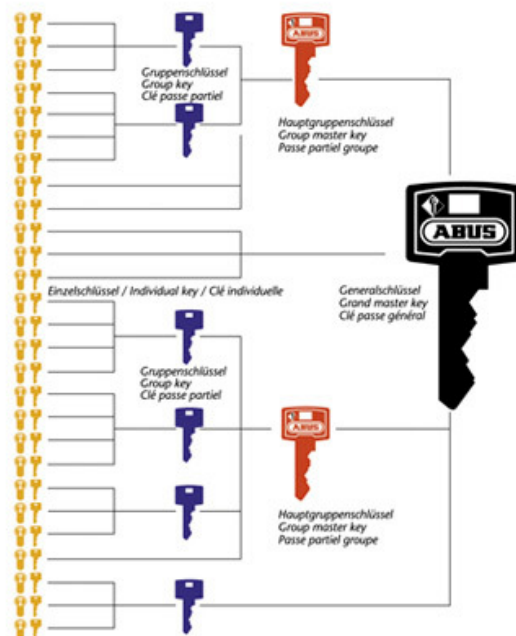 ABUS
Gruppenschlüssel
Group key
Clé passe partiel
Hauptgruppenschlüssel
Group master key
Passe partiel groupe
ABUS
Einzelschlüssel / Individual key / Clé individuelle
Generalschlüssel
Grand master key
Clé passe général
Gruppenschlüssel
Group key
Clé passe partiel
ABUS
Hauptgruppenschlüssel
Group master key
Passe partiel groupe